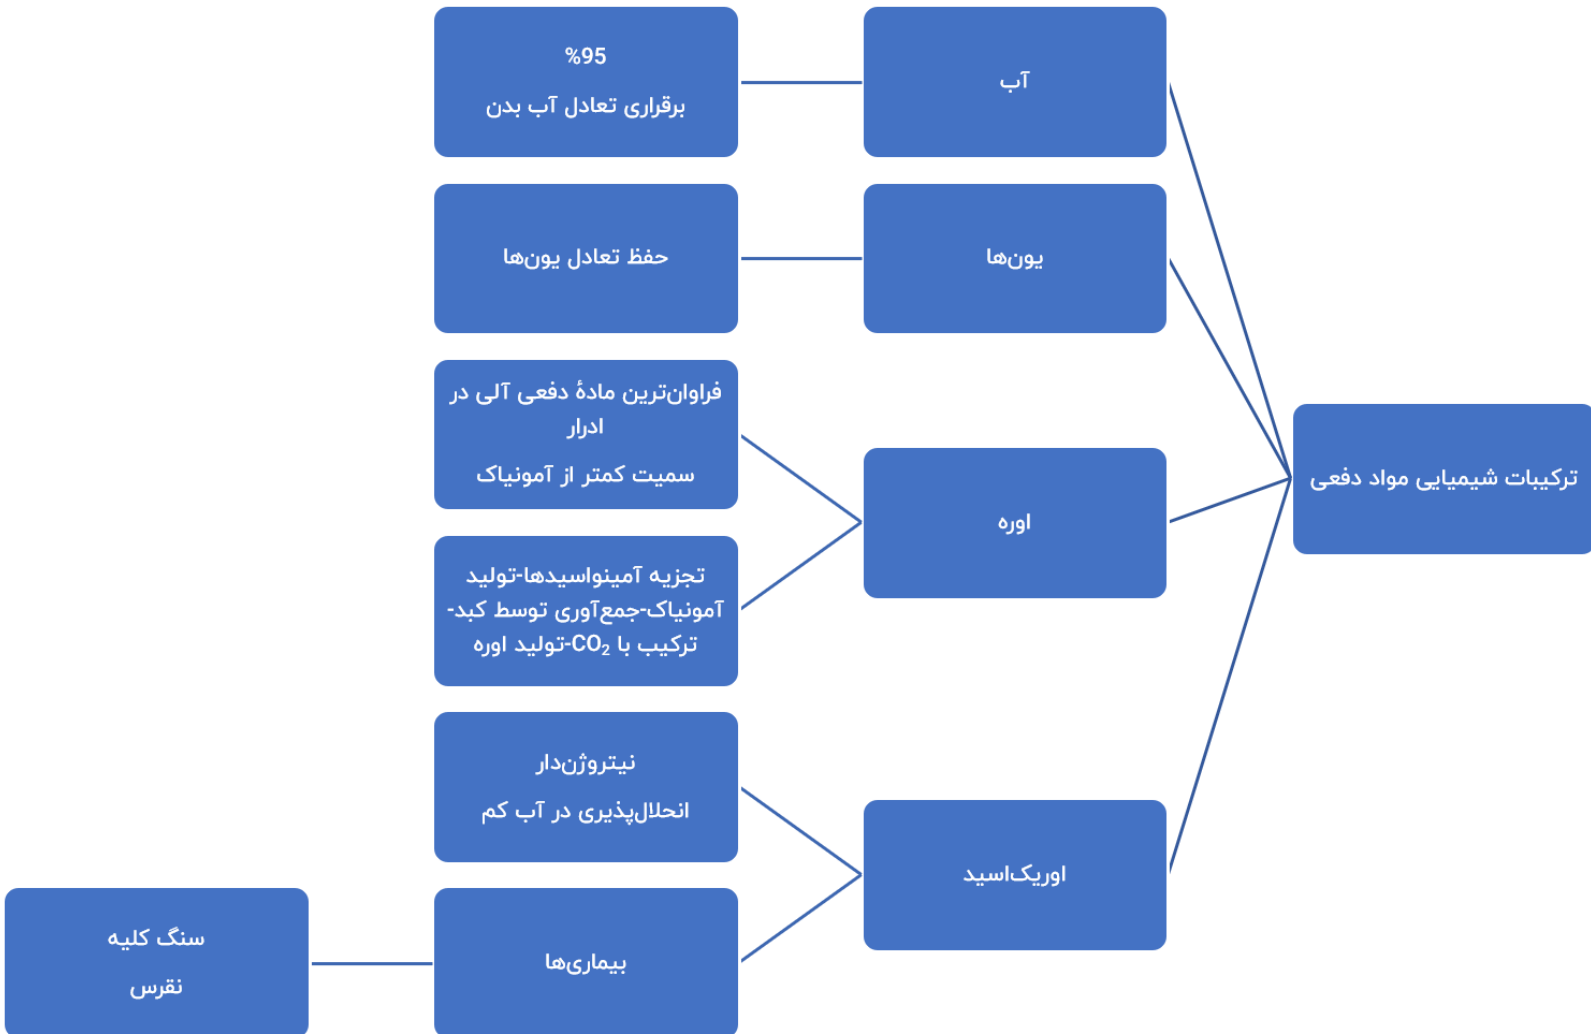 ترکیبات شیمیایی مواد دفعی
آب
%95
برقراری تعادل آب بدن
یون‌ها
حفظ تعادل یون‌ها
اوره
فراوان‌ترین مادهٔ دفعی آلی در
ادرار
سمیت کمتر از آمونیاک
تجزیه آمینواسیدها-تولید
آمونیاک-جمع‌آوری توسط کبد-
ترکیب با CO₂-تولید اوره
اوریک‌اسید
نیتروژن‌دار
انحلال‌پذیری در آب کم
بیماری‌ها
سنگ کلیه
نقرس